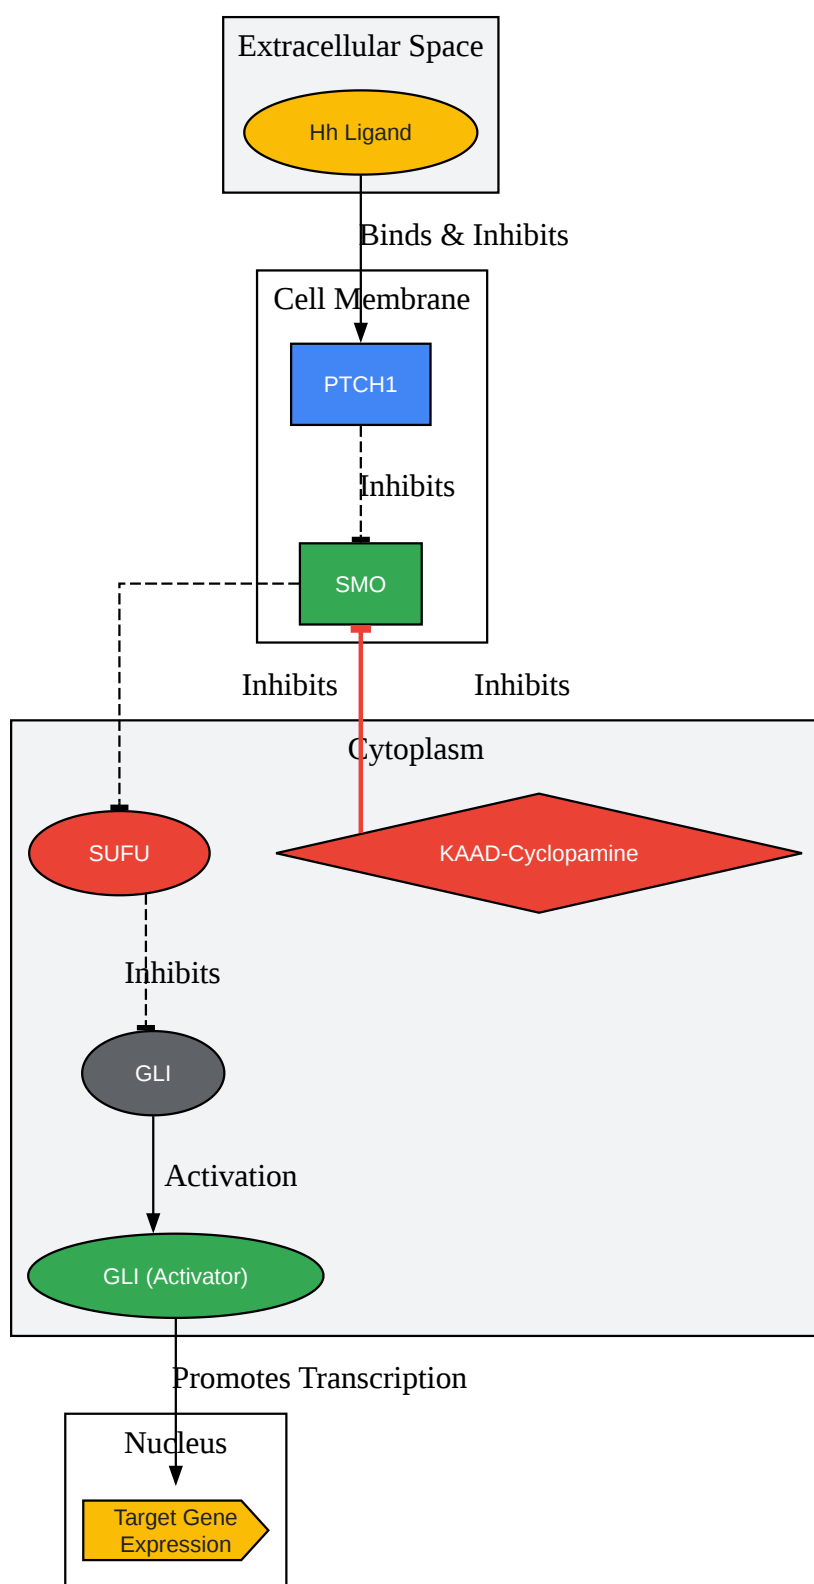 Extracellular Space
Hh Ligand
Binds & Inhibits
Cell Membrane
PTCH1
Inhibits
SMO
Inhibits
Inhibits
Cytoplasm
SUFU
KAAD-Cyclopamine
Inhibits
GLI
Activation
GLI (Activator)
Promotes Transcription
Nucleus
Target Gene
Expression